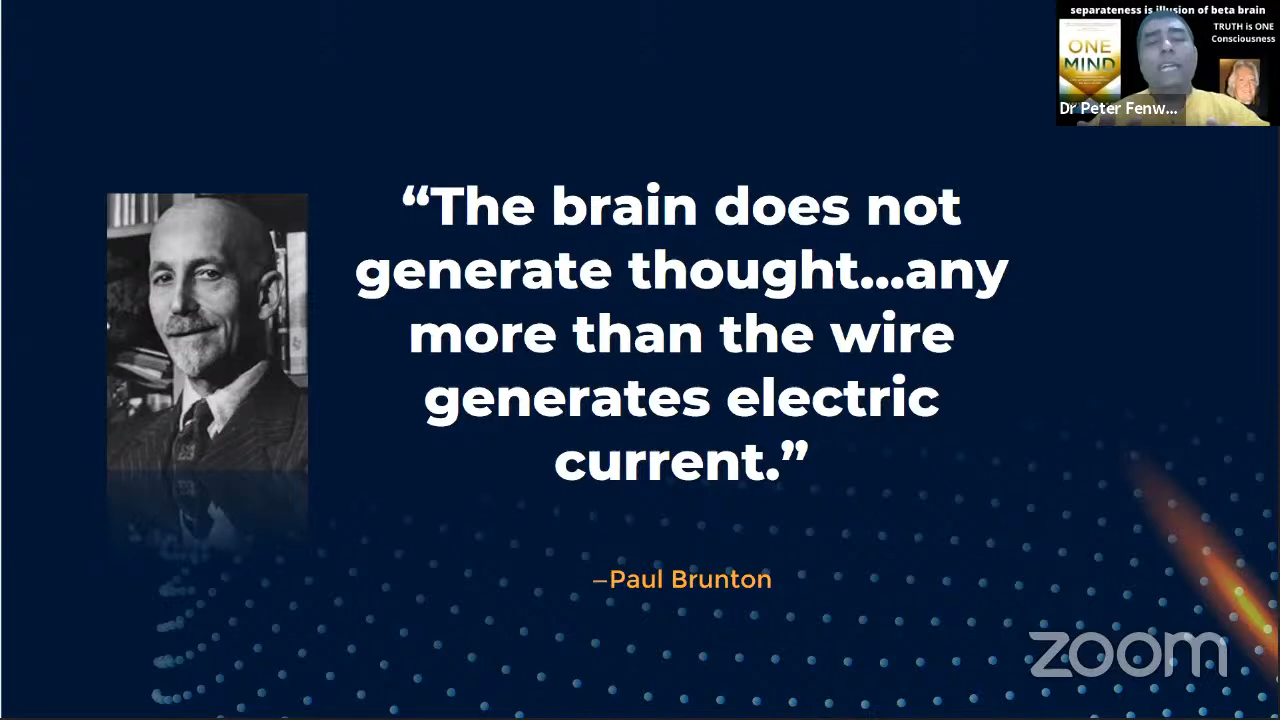 separateness is illusion of beta brain
TRUTH is ONE
Consciousness
ONE
MIND
Dr Peter Fenw...
“The brain does not
generate thought...any
more than the wire
generates electric
current.”
—Paul Brunton
zoom